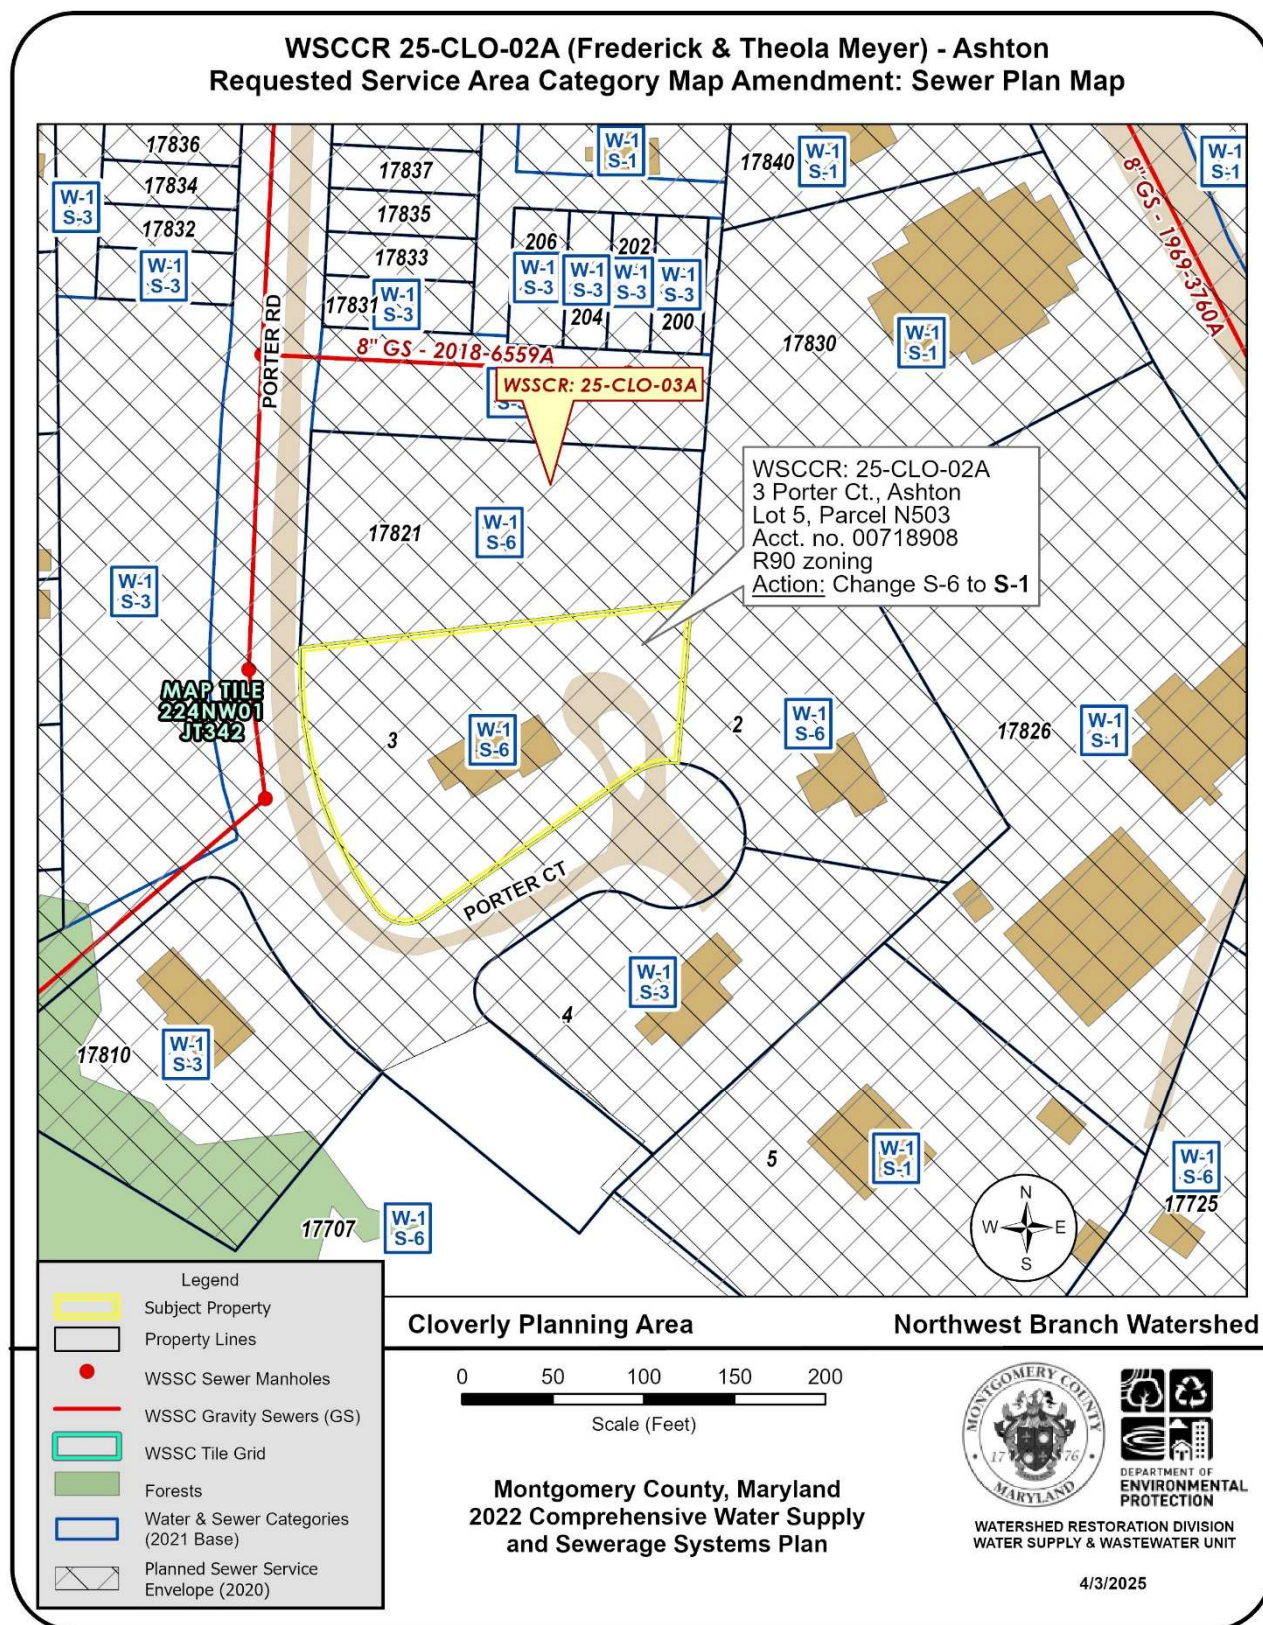 WSCCR 25-CLO-02A (Frederick & Theola Meyer) - Ashton
Requested Service Area Category Map Amendment: Sewer Plan Map
17836
17834
17832
W-1
S-3
W-1
S-3
17837
17835
17833
17831
W-1
S-3
W-1
S-1
206
202
W-1
S-3
W-1
S-3
W-1
S-3
W-1
S-3
204
200
17840
W-1
S-1
W-1
S-1
8" GS - 1969-3760A
17830
W-1
S-1
PORTER RD
8" GS - 2018-6559A
S-3
WSSCR: 25-CLO-03A
WSCCR: 25-CLO-02A
3 Porter Ct., Ashton
Lot 5, Parcel N503
Acct. no. 00718908
R90 zoning
Action: Change S-6 to S-1
17821
W-1
S-6
W-1
S-3
MAP TILE
224NW01
JT342
3
W-1
S-6
2
W-1
S-6
17826
W-1
S-1
PORTER CT
W-1
S-3
4
17810
W-1
S-3
5
W-1
S-1
W-1
S-6
17725
17707
W-1
S-6
N
W
E
S
Legend
Subject Property
Property Lines
WSSC Sewer Manholes
WSSC Gravity Sewers (GS)
WSSC Tile Grid
Forests
Water & Sewer Categories
(2021 Base)
Planned Sewer Service
Envelope (2020)
Cloverly Planning Area
Northwest Branch Watershed
0 50 100 150 200
Scale (Feet)
Montgomery County, Maryland
2022 Comprehensive Water Supply
and Sewerage Systems Plan
MONTGOMERY COUNTY
17 76
MARYLAND
DEPARTMENT OF
ENVIRONMENTAL
PROTECTION
WATERSHED RESTORATION DIVISION
WATER SUPPLY & WASTEWATER UNIT
4/3/2025